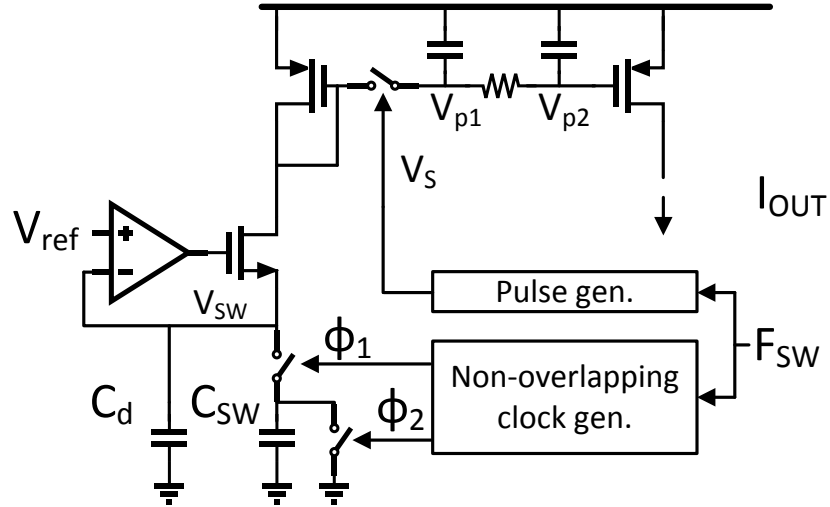 V_p1
V_p2
V_S
I_OUT
V_ref
+
-
V_SW
Pulse gen.
F_SW
ϕ_1
Non-overlapping
clock gen.
C_d
C_SW
ϕ_2